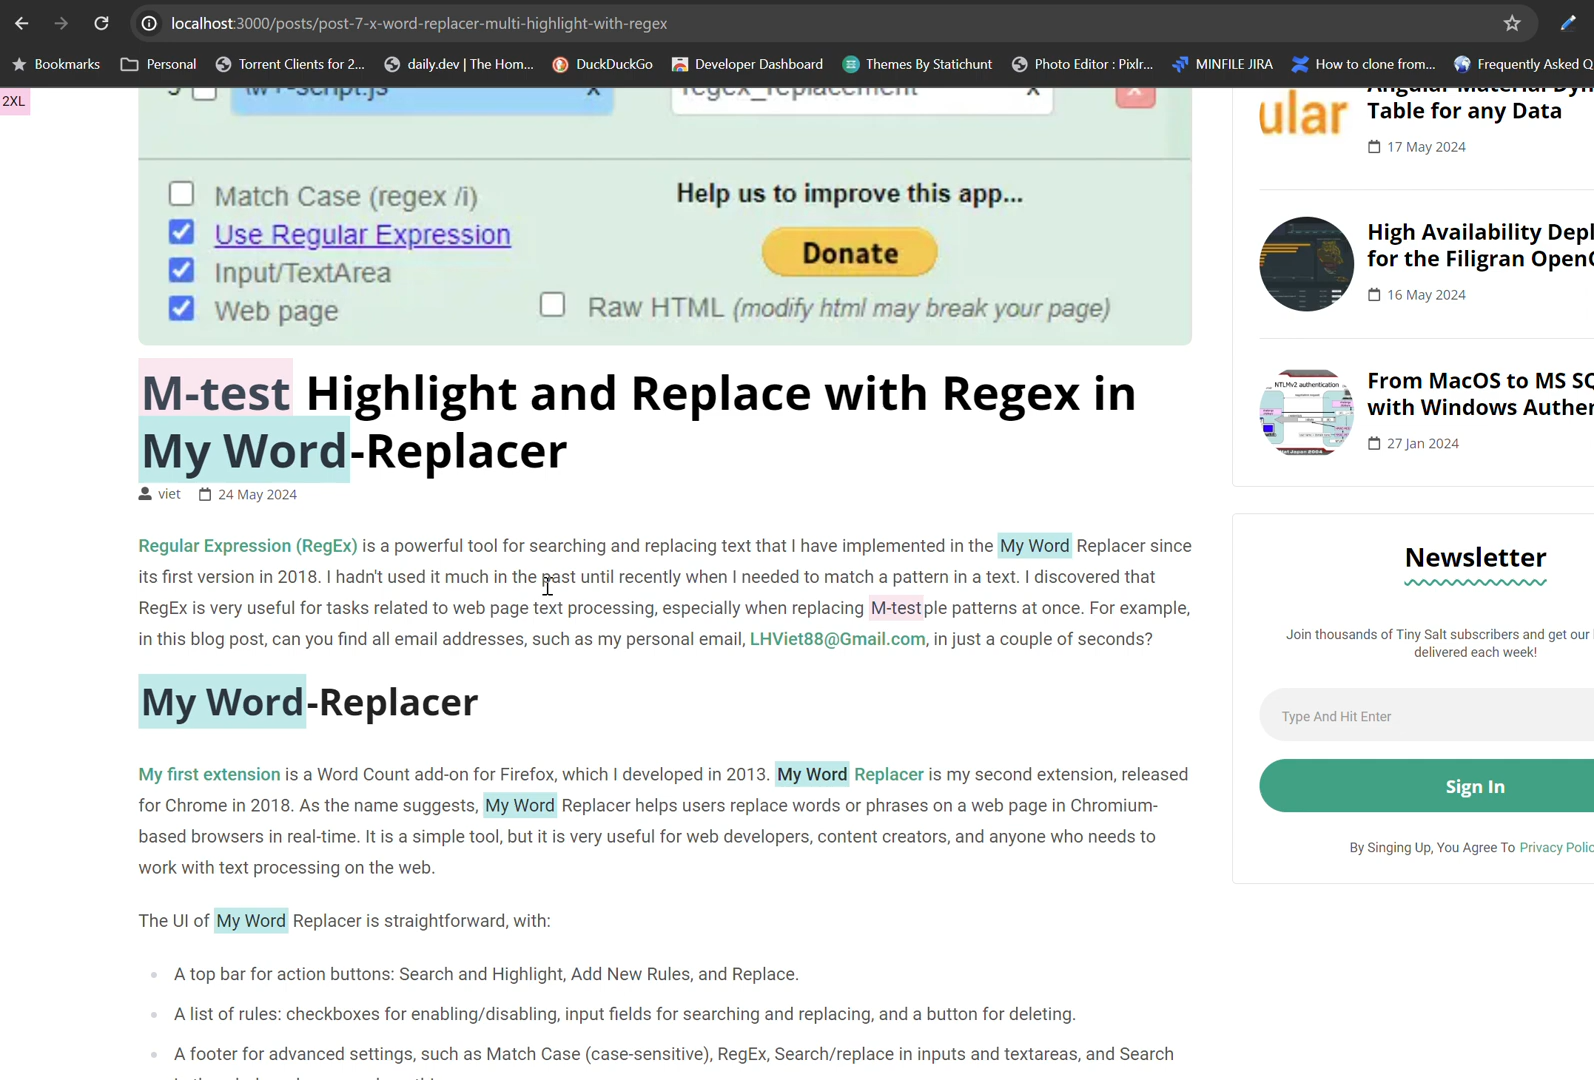 localhost:3000/posts/post-7-x-word-replacer-multi-highlight-with-regex
Bookmarks Personal Torrent Clients for 2... daily.dev | The Hom... DuckDuckGo Developer Dashboard Themes By Statichunt Photo Editor : Pixlr... MINFILE JIRA How to clone from... Frequently Asked Q
2XL
\w+-script.js x regex_replacement x x
Match Case (regex /i)
Use Regular Expression
Input/TextArea
Web page
Help us to improve this app...
Donate
Raw HTML (modify html may break your page)
M-test Highlight and Replace with Regex in
My Word-Replacer
viet 24 May 2024
Regular Expression (RegEx) is a powerful tool for searching and replacing text that I have implemented in the My Word Replacer since
its first version in 2018. I hadn't used it much in the past until recently when I needed to match a pattern in a text. I discovered that
RegEx is very useful for tasks related to web page text processing, especially when replacing M-testple patterns at once. For example,
in this blog post, can you find all email addresses, such as my personal email, LHViet88@Gmail.com, in just a couple of seconds?
My Word-Replacer
My first extension is a Word Count add-on for Firefox, which I developed in 2013. My Word Replacer is my second extension, released
for Chrome in 2018. As the name suggests, My Word Replacer helps users replace words or phrases on a web page in Chromium-
based browsers in real-time. It is a simple tool, but it is very useful for web developers, content creators, and anyone who needs to
work with text processing on the web.
The UI of My Word Replacer is straightforward, with:
A top bar for action buttons: Search and Highlight, Add New Rules, and Replace.
A list of rules: checkboxes for enabling/disabling, input fields for searching and replacing, and a button for deleting.
A footer for advanced settings, such as Match Case (case-sensitive), RegEx, Search/replace in inputs and textareas, and Search
ular
Angular Material Dyn
Table for any Data
17 May 2024
High Availability Depl
for the Filigran OpenC
16 May 2024
NTLMv2 authentication
From MacOS to MS SQ
with Windows Authen
27 Jan 2024
Newsletter
Join thousands of Tiny Salt subscribers and get our
delivered each week!
Type And Hit Enter
Sign In
By Singing Up, You Agree To Privacy Polic